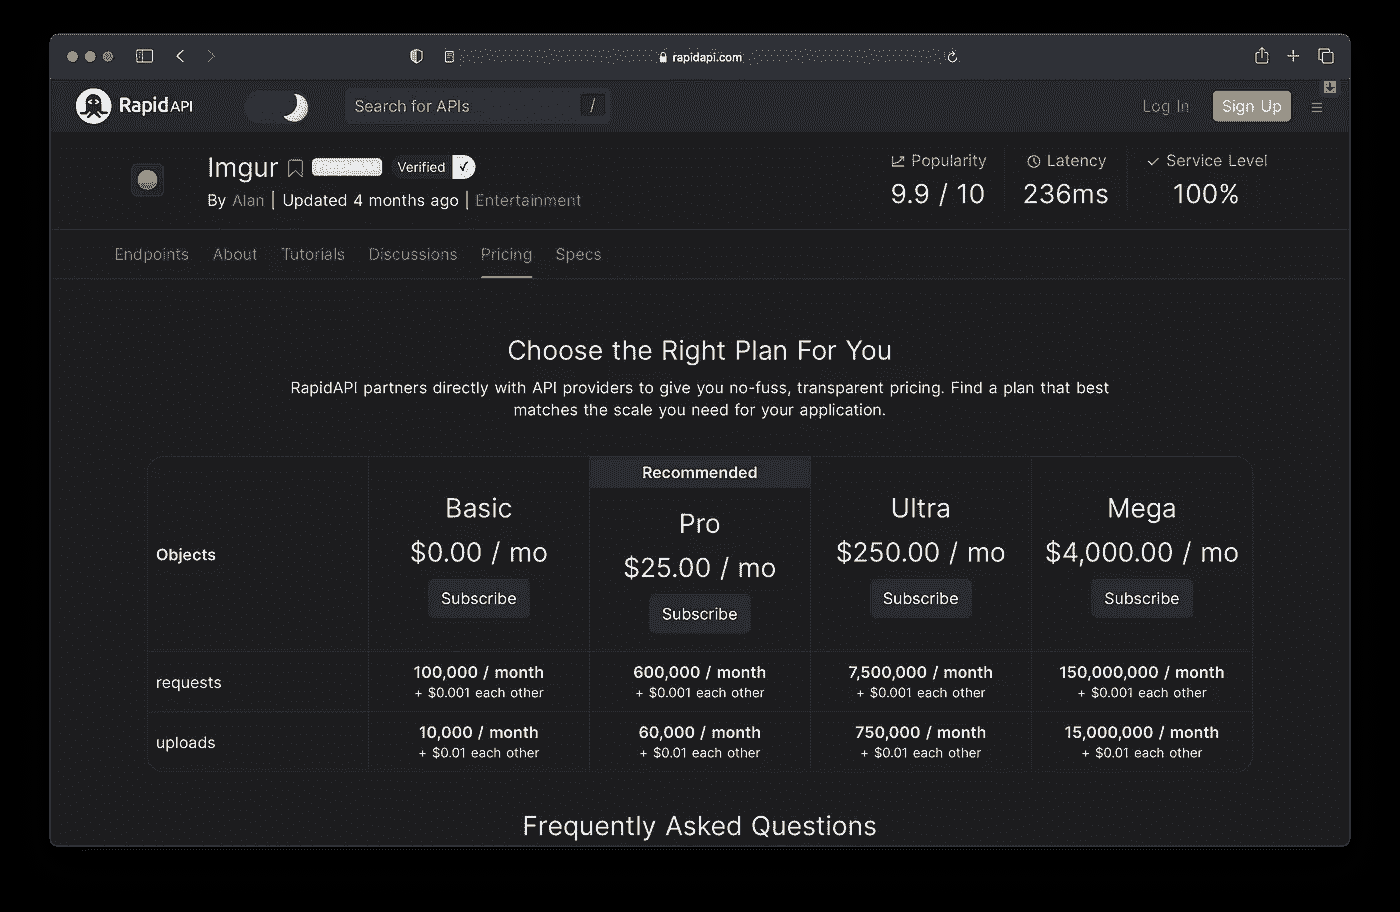 rapidapi.com
Rapid API
Search for APIs /
Log In
Sign Up
Imgur
Verified ✓
By Alan | Updated 4 months ago | Entertainment
Popularity
9.9 / 10
Latency
236ms
Service Level
100%
Endpoints About Tutorials Discussions Pricing Specs
Choose the Right Plan For You
RapidAPI partners directly with API providers to give you no-fuss, transparent pricing. Find a plan that best
matches the scale you need for your application.
Objects
Basic
$0.00 / mo
Subscribe
Recommended
Pro
$25.00 / mo
Subscribe
Ultra
$250.00 / mo
Subscribe
Mega
$4,000.00 / mo
Subscribe
requests
100,000 / month
+ $0.001 each other
600,000 / month
+ $0.001 each other
7,500,000 / month
+ $0.001 each other
150,000,000 / month
+ $0.001 each other
uploads
10,000 / month
+ $0.01 each other
60,000 / month
+ $0.01 each other
750,000 / month
+ $0.01 each other
15,000,000 / month
+ $0.01 each other
Frequently Asked Questions